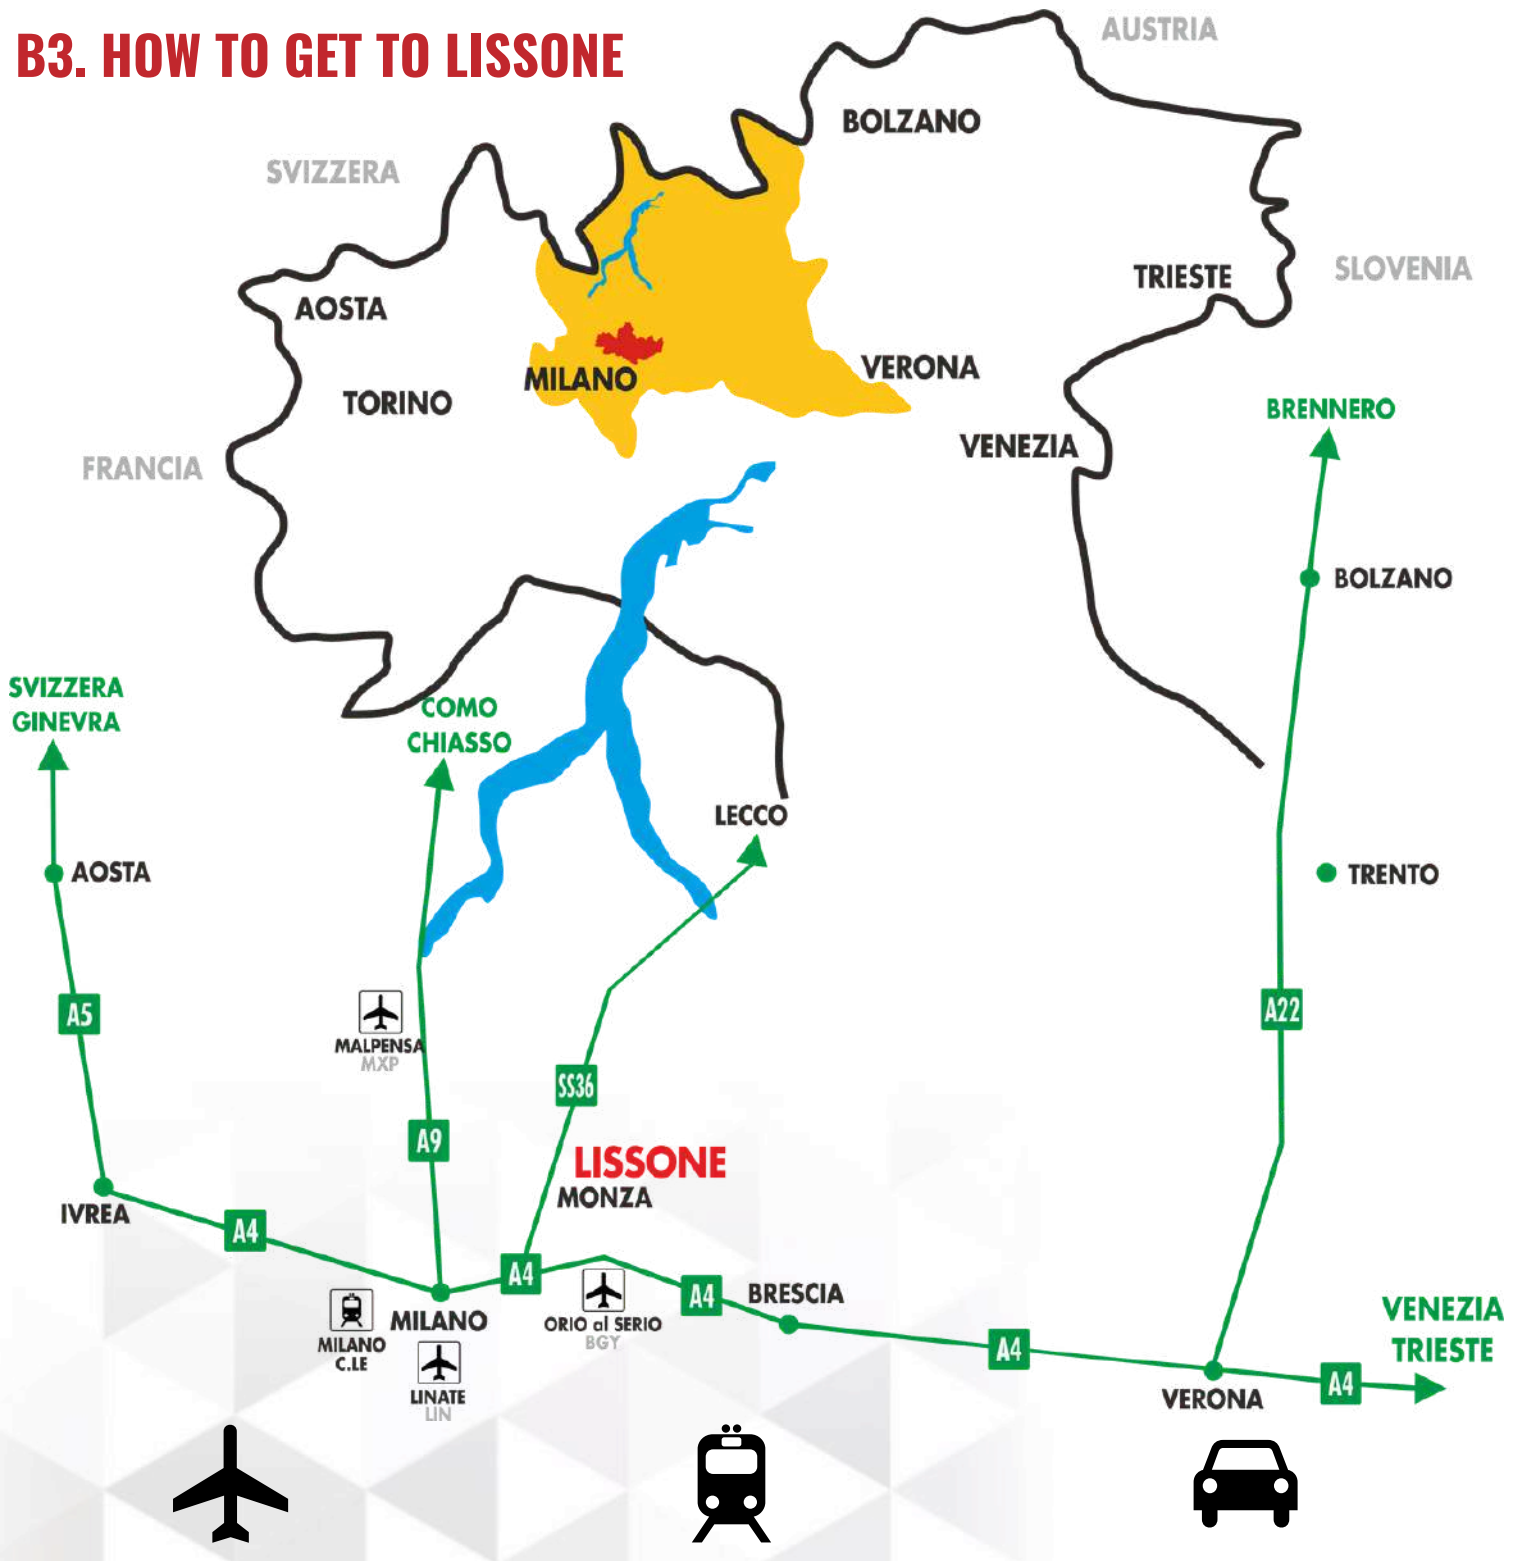 B3. HOW TO GET TO LISSONE
AUSTRIA
BOLZANO
SVIZZERA
SLOVENIA
TRIESTE
AOSTA
VERONA
MILANO
TORINO
BRENNERO
VENEZIA
FRANCIA
BOLZANO
SVIZZERA
GINEVRA
COMO
CHIASSO
LECCO
AOSTA
TRENTO
A5
A22
MALPENSA
MXP
SS36
A9
LISSONE
MONZA
IVREA
A4
A4
A4
BRESCIA
MILANO
ORIO al SERIO
BGY
MILANO
C.LE
LINATE
LIN
A4
VENEZIA
TRIESTE
A4
VERONA